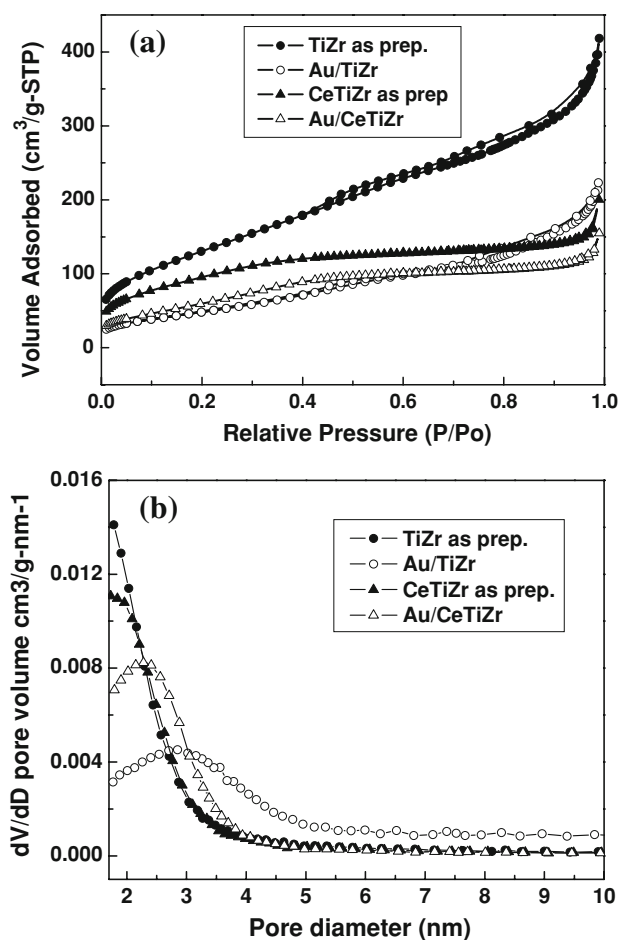 (a)
TiZr as prep.
Au/TiZr
CeTiZr as prep
Au/CeTiZr
400
300
200
100
0
Volume Adsorbed (cm³/g-STP)
0.0 0.2 0.4 0.6 0.8 1.0
Relative Pressure (P/Po)
(b)
TiZr as prep.
Au/TiZr
CeTiZr as prep.
Au/CeTiZr
0.016
0.012
0.008
0.004
0.000
dV/dD pore volume cm3/g-nm-1
2 3 4 5 6 7 8 9 10
Pore diameter (nm)